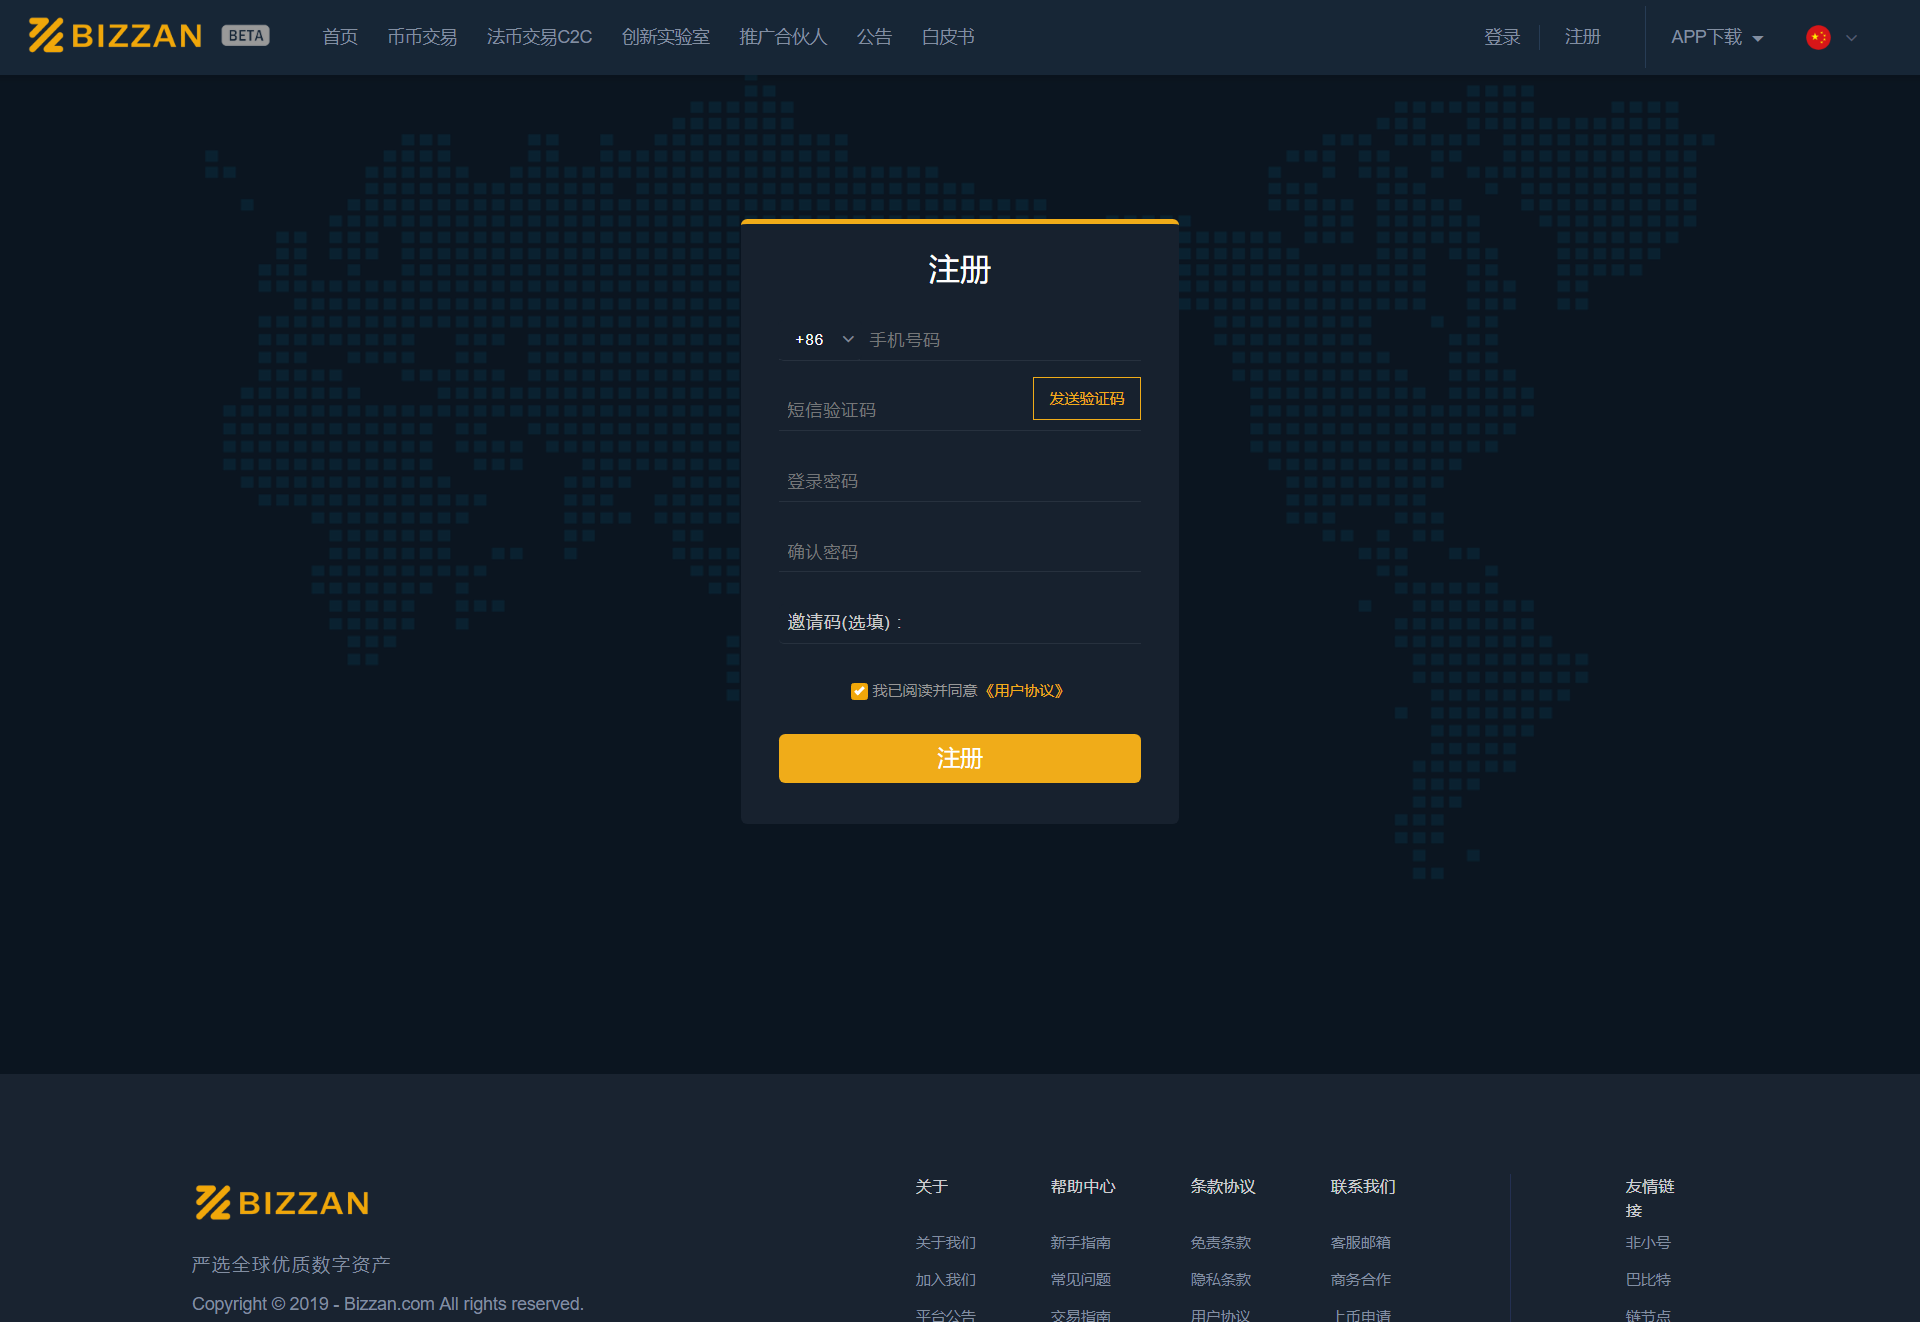 BIZZAN BETA 首页 币币交易 法币交易C2C 创新实验室 推广合伙人 公告 白皮书 登录 注册 APP下载
注册
+86 手机号码
短信验证码 发送验证码
登录密码
确认密码
邀请码(选填) :
我已阅读并同意《用户协议》
注册
关于 帮助中心 条款协议 联系我们 友情链
接
BIZZAN
关于我们 新手指南 免责条款 客服邮箱 非小号
严选全球优质数字资产
加入我们 常见问题 隐私条款 商务合作 巴比特
Copyright © 2019 - Bizzan.com All rights reserved.
平台公告 交易指南 用户协议 上币申请 链节点